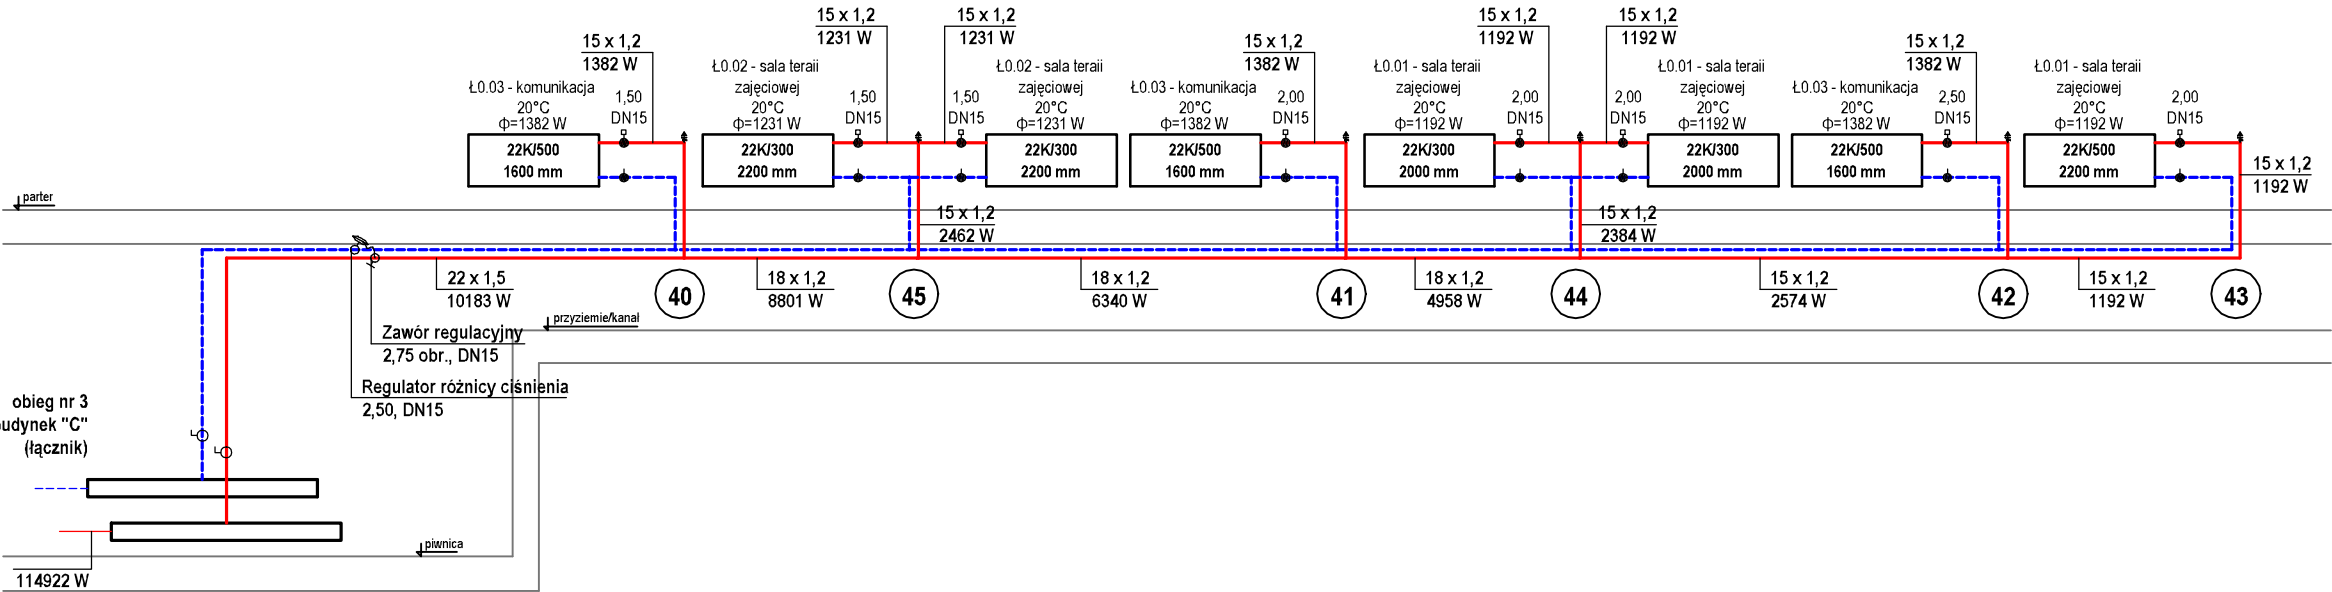 15 x 1,2
1231 W
15 x 1,2
1231 W
15 x 1,2
1192 W
15 x 1,2
1192 W
15 x 1,2
1382 W
15 x 1,2
1382 W
15 x 1,2
1382 W
Ł0.03 - komunikacja
20°C
Φ=1382 W
1,50
DN15
22K/500
1600 mm
Ł0.02 - sala teraii
zajęciowej
20°C
Φ=1231 W
1,50
DN15
22K/300
2200 mm
1,50
DN15
Ł0.02 - sala teraii
zajęciowej
20°C
Φ=1231 W
22K/300
2200 mm
Ł0.03 - komunikacja
20°C
Φ=1382 W
2,00
DN15
22K/500
1600 mm
Ł0.01 - sala teraii
zajęciowej
20°C
Φ=1192 W
2,00
DN15
22K/300
2000 mm
2,00
DN15
Ł0.01 - sala teraii
zajęciowej
20°C
Φ=1192 W
22K/300
2000 mm
Ł0.03 - komunikacja
20°C
Φ=1382 W
2,50
DN15
22K/500
1600 mm
Ł0.01 - sala teraii
zajęciowej
20°C
Φ=1192 W
2,00
DN15
22K/500
2200 mm
15 x 1,2
1192 W
parter
15 x 1,2
2462 W
15 x 1,2
2384 W
22 x 1,5
10183 W
40
18 x 1,2
8801 W
45
18 x 1,2
6340 W
41
18 x 1,2
4958 W
44
15 x 1,2
2574 W
42
15 x 1,2
1192 W
43
przyziemie/kanał
Zawór regulacyjny
2,75 obr., DN15
Regulator różnicy ciśnienia
2,50, DN15
obieg nr 3
udynek "C"
(łącznik)
piwnica
114922 W